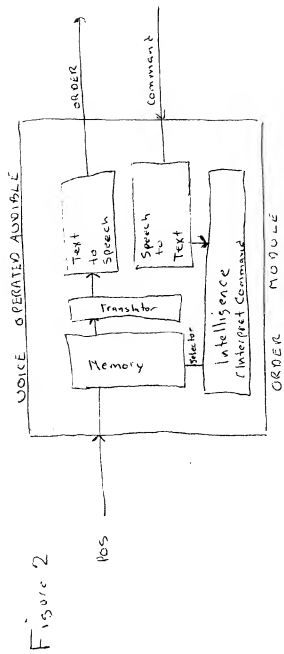 Figure 2
VOICE OPERATED AUDIBLE
POS
Memory
Translator
Text
to
Speech
ORDER
Speech
to
Text
Command
Selector
Intelligence
(Interpret Command
ORDER MODULE